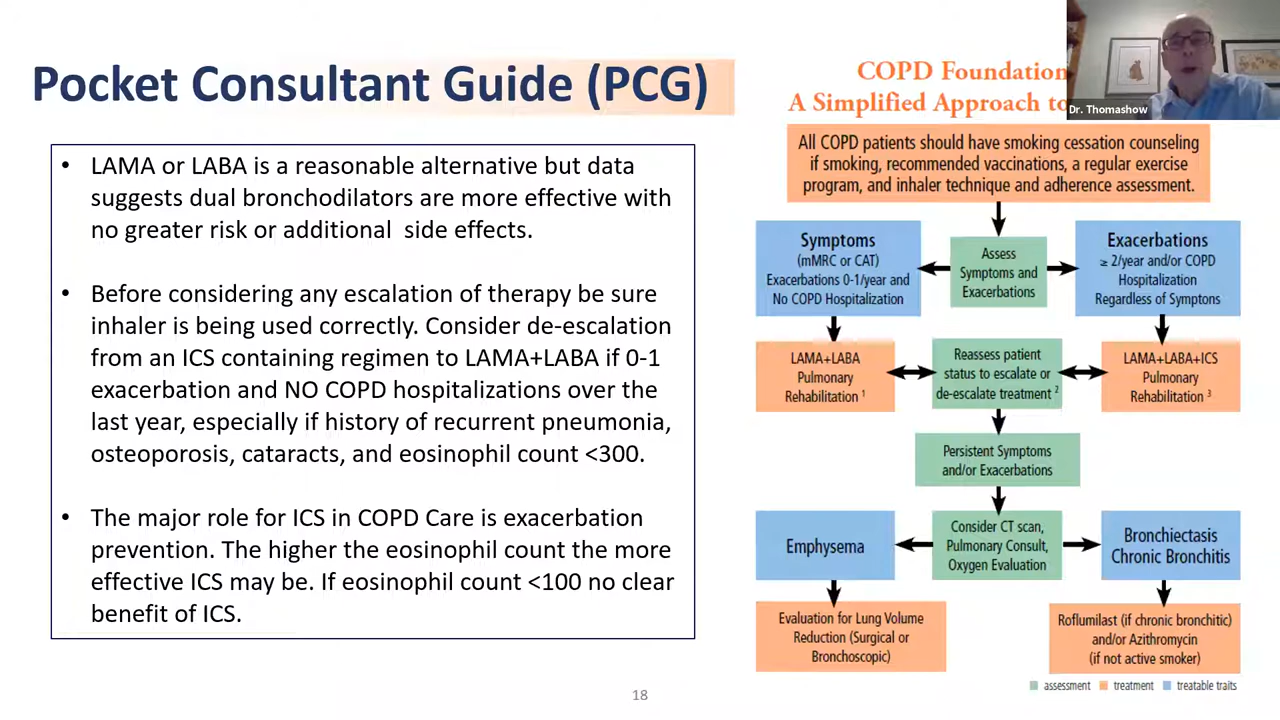 Pocket Consultant Guide (PCG)
• LAMA or LABA is a reasonable alternative but data
suggests dual bronchodilators are more effective with
no greater risk or additional side effects.
• Before considering any escalation of therapy be sure
inhaler is being used correctly. Consider de-escalation
from an ICS containing regimen to LAMA+LABA if 0-1
exacerbation and NO COPD hospitalizations over the
last year, especially if history of recurrent pneumonia,
osteoporosis, cataracts, and eosinophil count <300.
• The major role for ICS in COPD Care is exacerbation
prevention. The higher the eosinophil count the more
effective ICS may be. If eosinophil count <100 no clear
benefit of ICS.
COPD Foundation
A Simplified Approach to
Dr. Thomashow
All COPD patients should have smoking cessation counseling
if smoking, recommended vaccinations, a regular exercise
program, and inhaler technique and adherence assessment.
Symptoms
(mMRC or CAT)
Exacerbations 0-1/year and
No COPD Hospitalization
Assess
Symptoms and
Exacerbations
Exacerbations
≥ 2/year and/or COPD
Hospitalization
Regardless of Symptons
LAMA+LABA
Pulmonary
Rehabilitation 1
Reassess patient
status to escalate or
de-escalate treatment 2
LAMA+LABA+ICS
Pulmonary
Rehabilitation 3
Persistent Symptoms
and/or Exacerbations
Emphysema
Consider CT scan,
Pulmonary Consult,
Oxygen Evaluation
Bronchiectasis
Chronic Bronchitis
Evaluation for Lung Volume
Reduction (Surgical or
Bronchoscopic)
Roflumilast (if chronic bronchitic)
and/or Azithromycin
(if not active smoker)
assessment treatment treatable traits
18